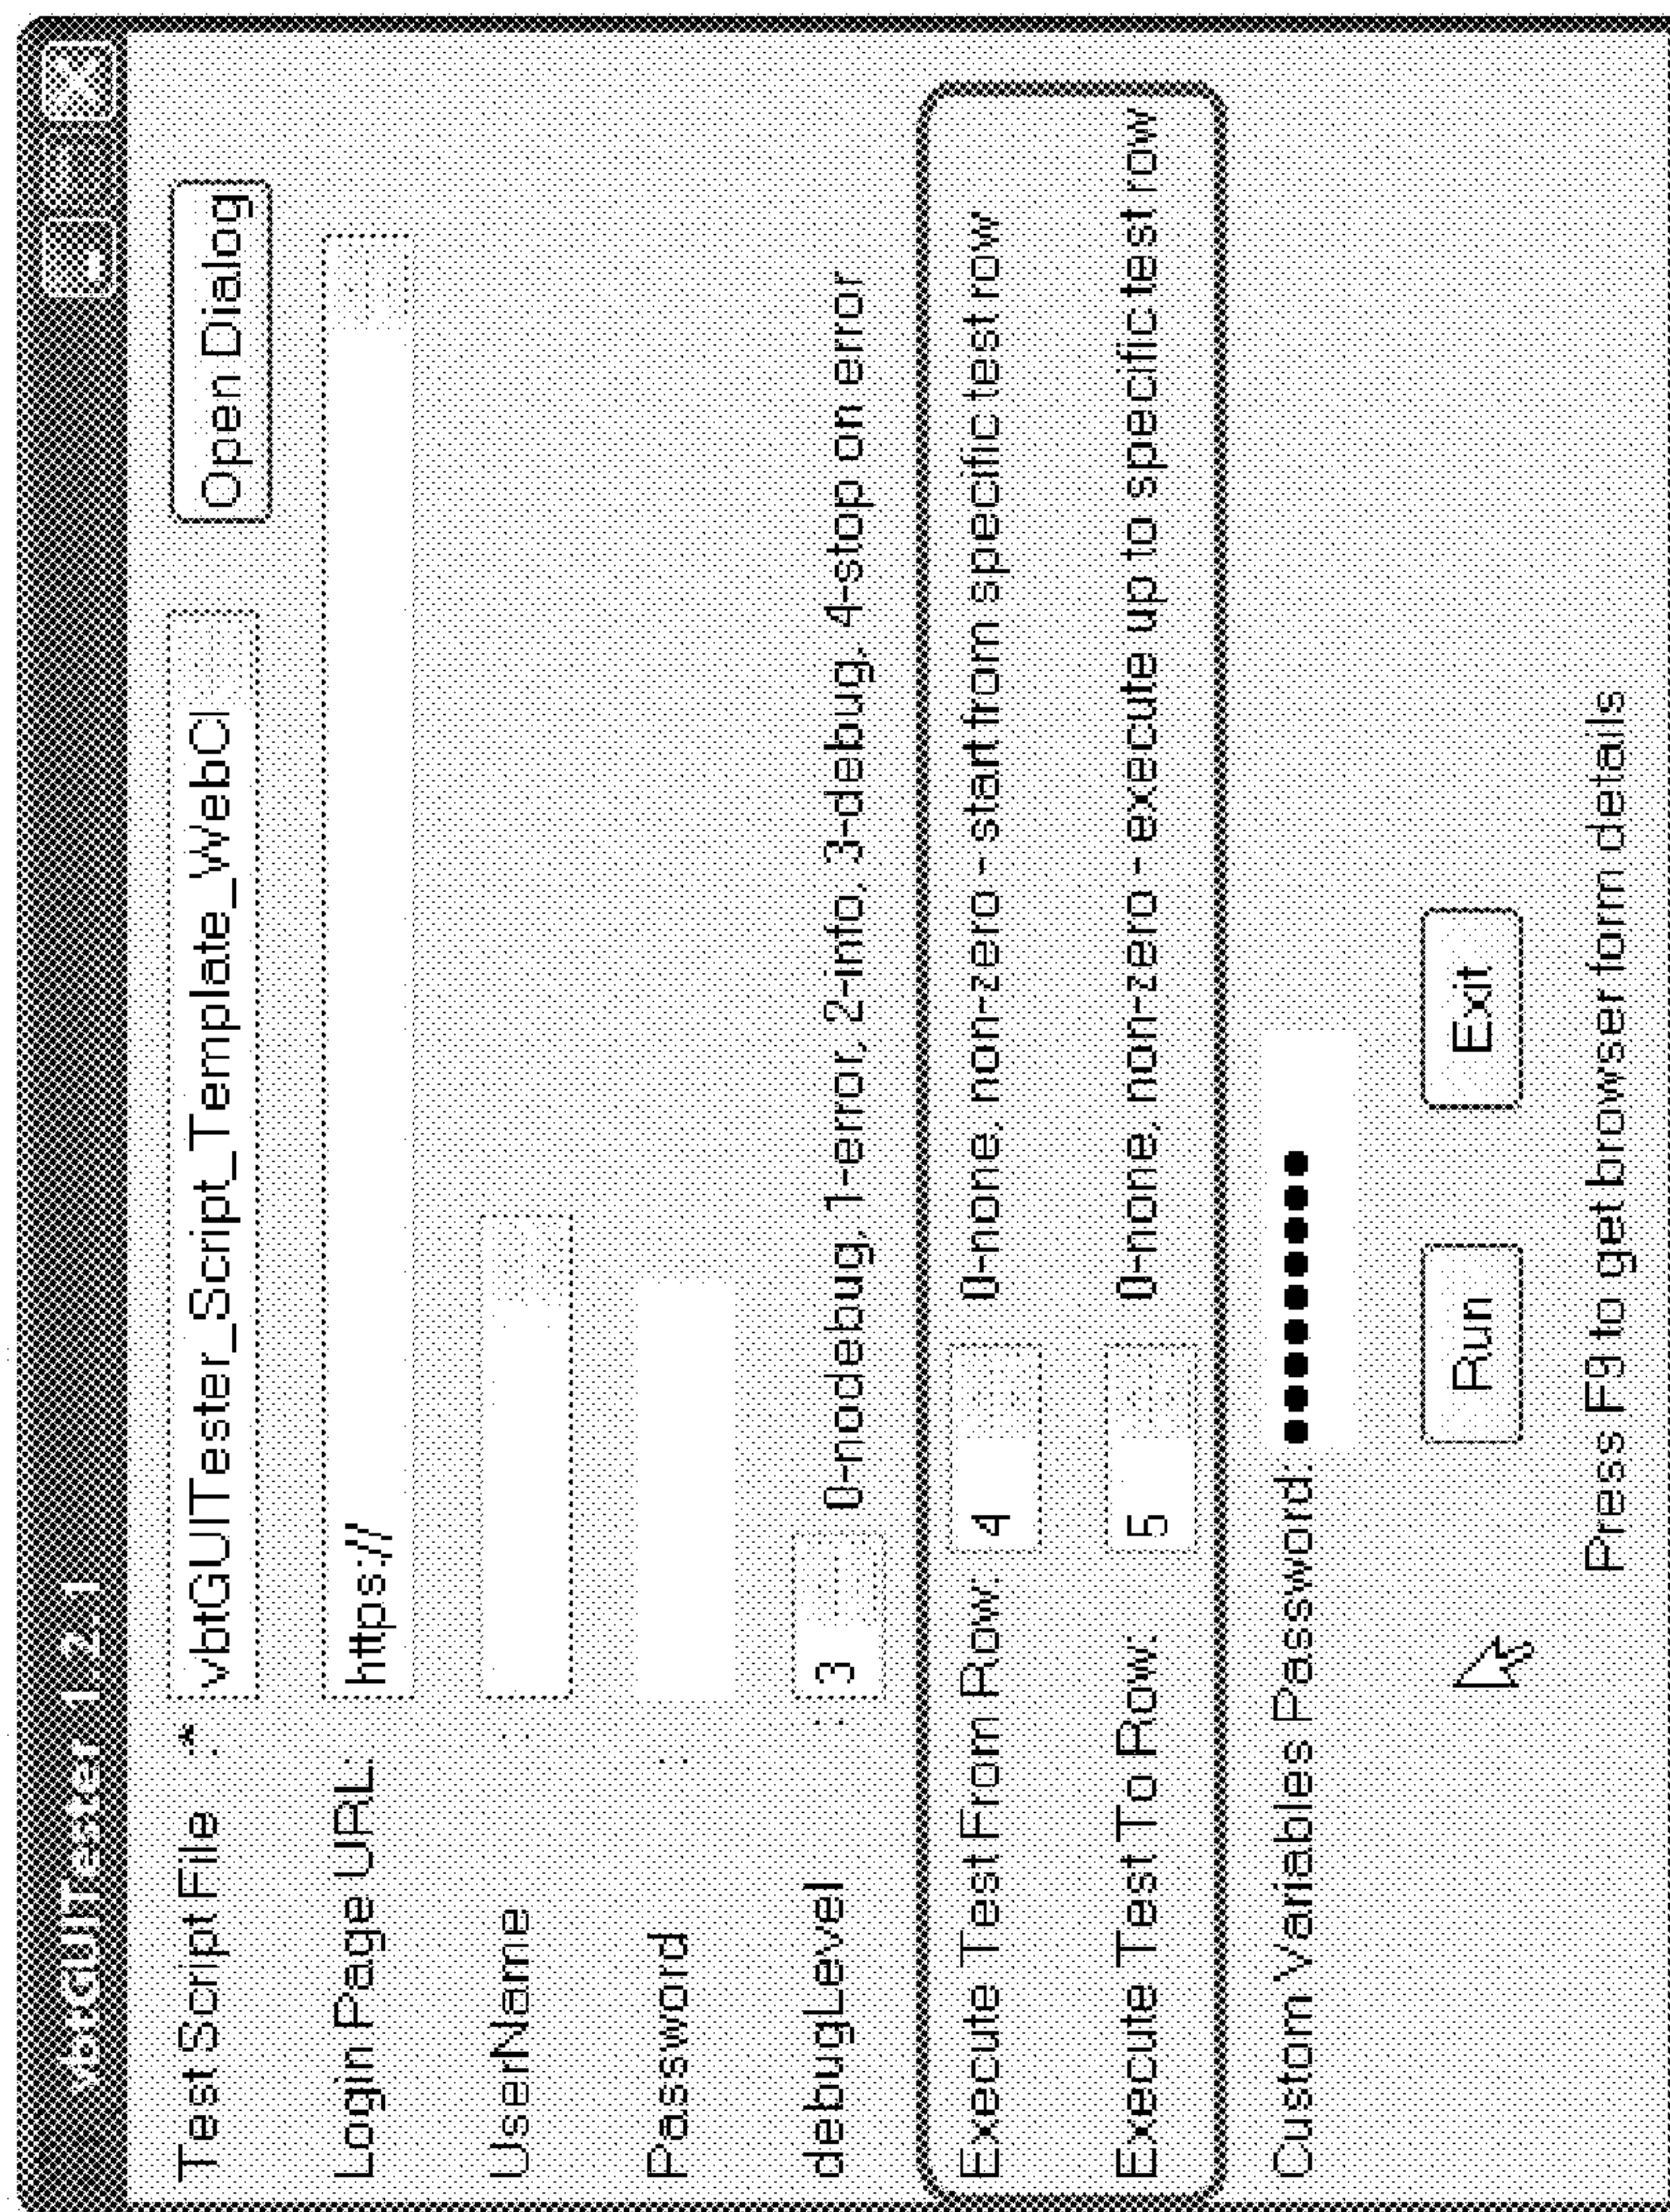 vbtGUITester 1.2.1
Test Script File :* vbtGUITester_Script_Template_WebCl Open Dialog
Login Page URL: https://
UserName :
Password :
debugLevel : 3 0-nodebug, 1-error, 2-info, 3-debug, 4-stop on error
Execute Test From Row: 4 0-none, non-zero - start from specific test row
Execute Test To Row: 5 0-none, non-zero - execute up to specific test row
Custom Variables Password: ●●●●●●●●●
Run Exit
Press F9 to get browser form details